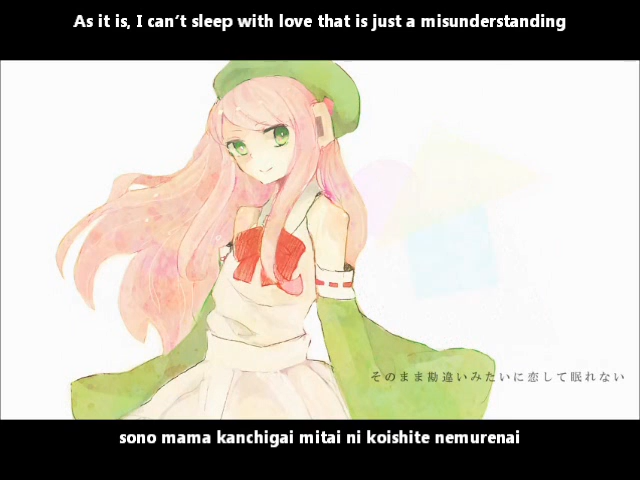 As it is, I can't sleep with love that is just a misunderstanding
そのまま勘違いみたいに恋して眠れない
sono mama kanchigai mitai ni koishite nemurenai